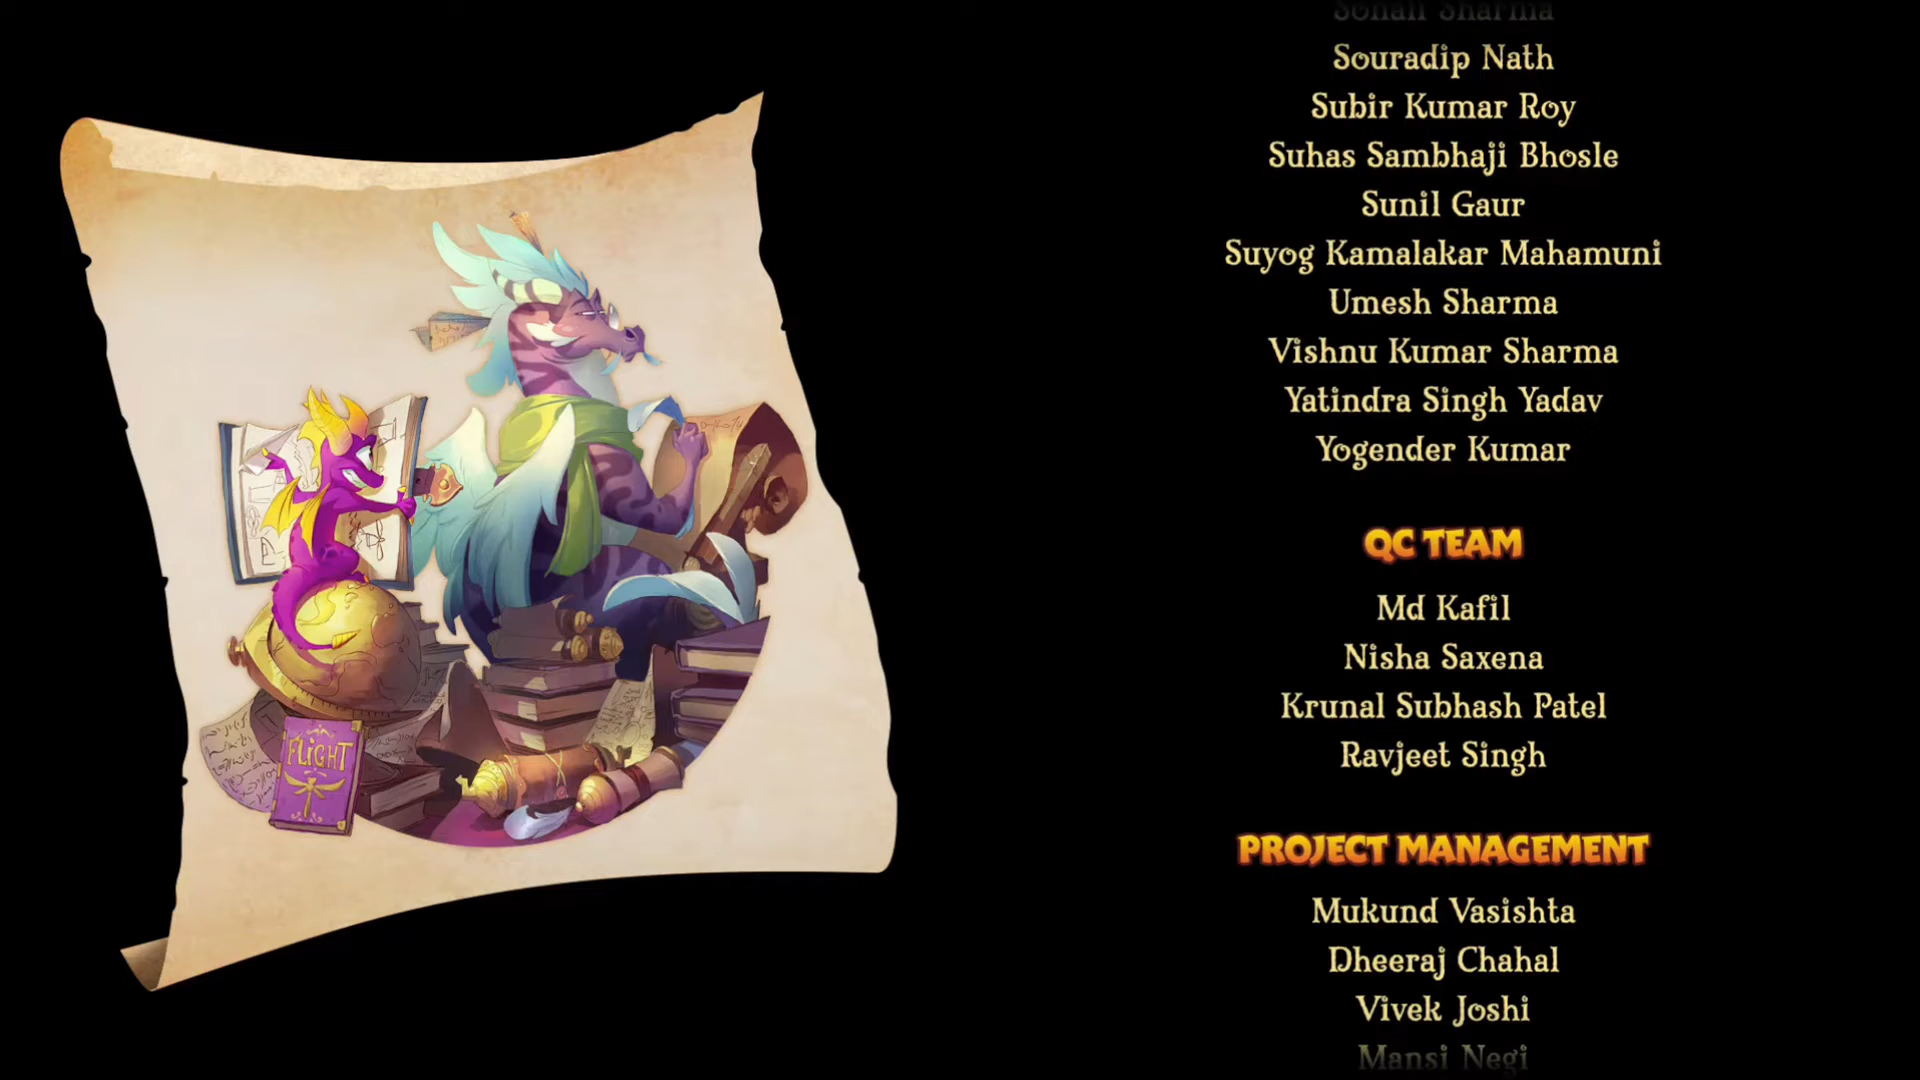 Sonali Sharma
Souradip Nath
Subir Kumar Roy
Suhas Sambhaji Bhosle
Sunil Gaur
Suyog Kamalakar Mahamuni
Umesh Sharma
Vishnu Kumar Sharma
Yatindra Singh Yadav
Yogender Kumar
QC TEAM
Md Kafil
Nisha Saxena
Krunal Subhash Patel
Ravjeet Singh
PROJECT MANAGEMENT
Mukund Vasishta
Dheeraj Chahal
Vivek Joshi
Mansi Negi
FLIGHT